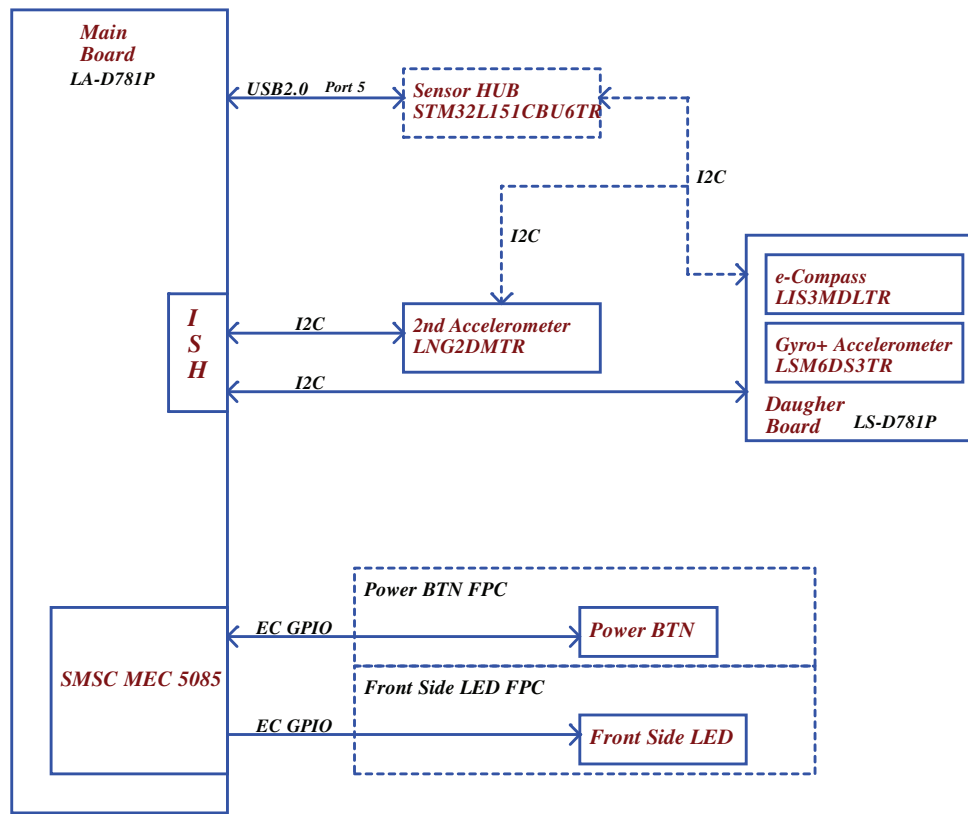 Main
Board
LA-D781P
USB2.0 Port 5
Sensor HUB
STM32L151CBU6TR
I2C
I2C
e-Compass
LIS3MDLTR
I
S
H
I2C
2nd Accelerometer
LNG2DMTR
Gyro+ Accelerometer
LSM6DS3TR
I2C
Daugher
Board LS-D781P
Power BTN FPC
EC GPIO
Power BTN
SMSC MEC 5085
Front Side LED FPC
EC GPIO
Front Side LED